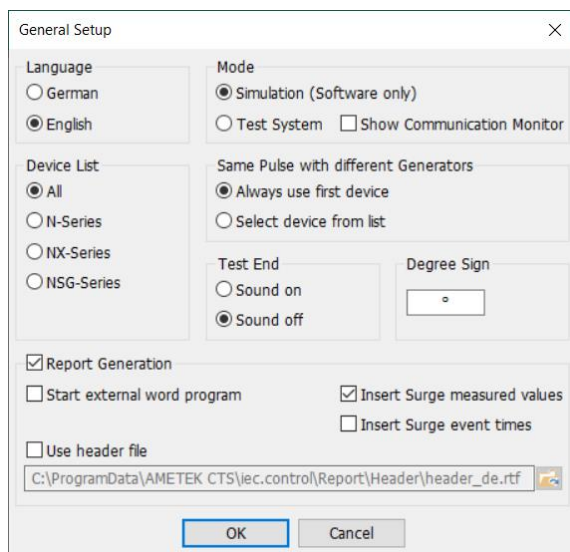 General Setup
Language
German
English
Mode
Simulation (Software only)
Test System
Show Communication Monitor
Device List
All
N-Series
NX-Series
NSG-Series
Same Pulse with different Generators
Always use first device
Select device from list
Test End
Sound on
Sound off
Degree Sign
°
Report Generation
Start external word program
Insert Surge measured values
Insert Surge event times
Use header file
C:\ProgramData\AMETEK CTS\iec.control\Report\Header\header_de.rtf
OK
Cancel